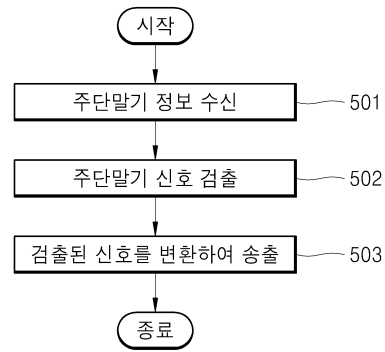 시작
주단말기 정보 수신 501
주단말기 신호 검출 502
검출된 신호를 변환하여 송출 503
종료